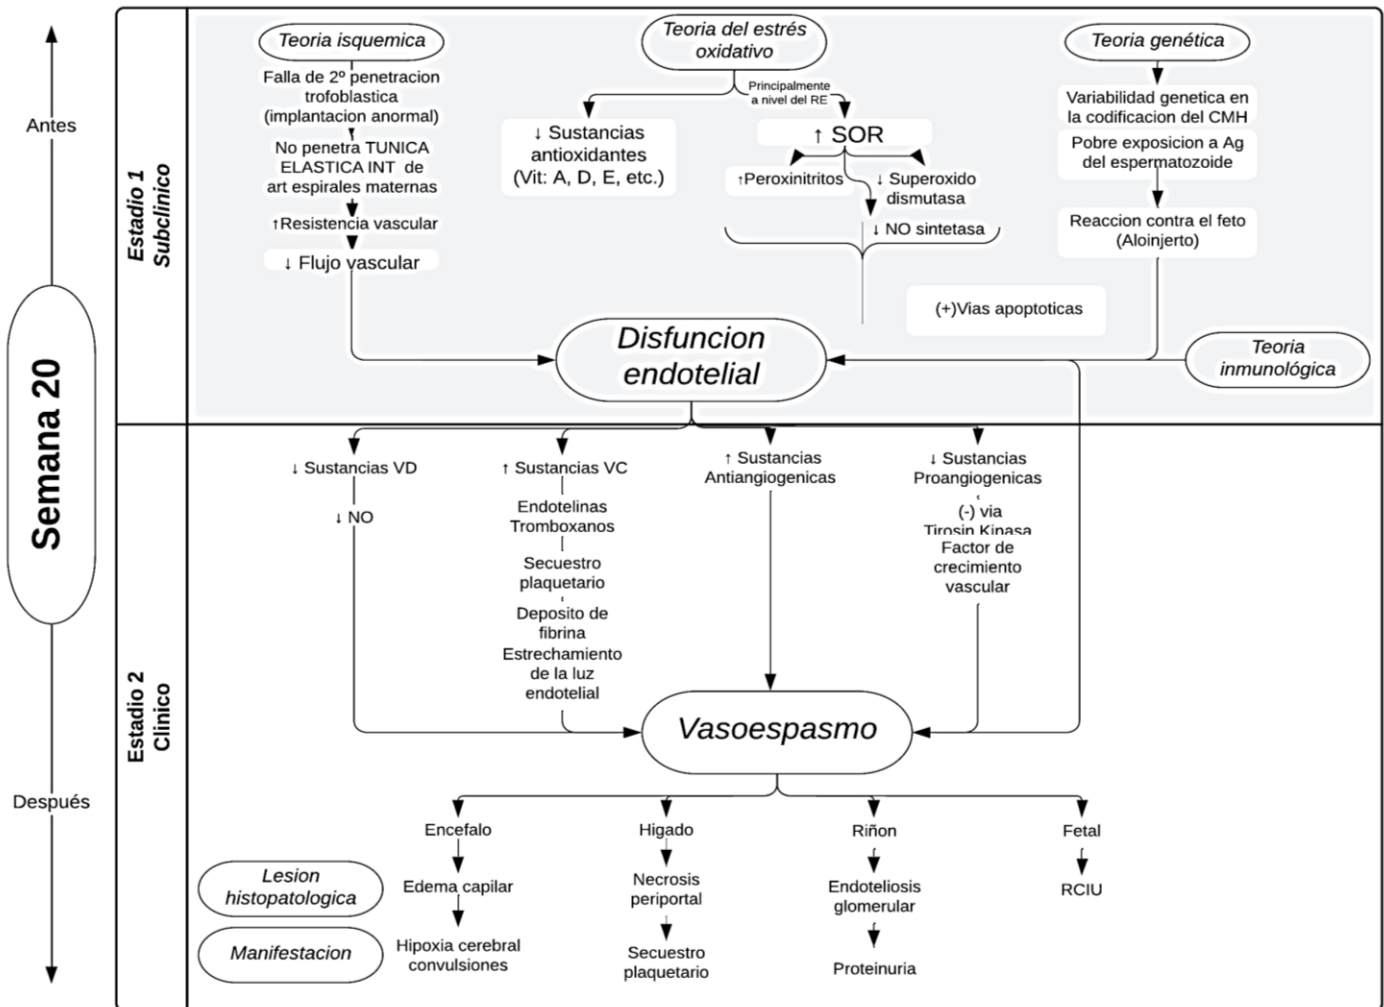 Antes
Semana 20
Después
Estadio 1
Subclinico
Estadio 2
Clinico
Teoria isquemica
Falla de 2º penetracion
trofoblastica
(implantacion anormal)
No penetra TUNICA
ELASTICA INT de
art espirales maternas
↑Resistencia vascular
↓ Flujo vascular
Teoria del estrés
oxidativo
Principalmente
a nivel del RE
↓ Sustancias
antioxidantes
(Vit: A, D, E, etc.)
↑ SOR
↑Peroxinitritos
↓ Superoxido
dismutasa
↓ NO sintetasa
(+)Vias apoptoticas
Teoria genética
Variabilidad genetica en
la codificacion del CMH
Pobre exposicion a Ag
del espermatozoide
Reaccion contra el feto
(Aloinjerto)
Teoria
inmunológica
Disfuncion
endotelial
↓ Sustancias VD
↓ NO
↑ Sustancias VC
Endotelinas
Tromboxanos
Secuestro
plaquetario
Deposito de
fibrina
Estrechamiento
de la luz
endotelial
↑ Sustancias
Antiangiogenicas
↓ Sustancias
Proangiogenicas
(-) via
Tirosin Kinasa
Factor de
crecimiento
vascular
Vasoespasmo
Lesion
histopatologica
Manifestacion
Encefalo
Edema capilar
Hipoxia cerebral
convulsiones
Higado
Necrosis
periportal
Secuestro
plaquetario
Riñon
Endoteliosis
glomerular
Proteinuria
Fetal
RCIU